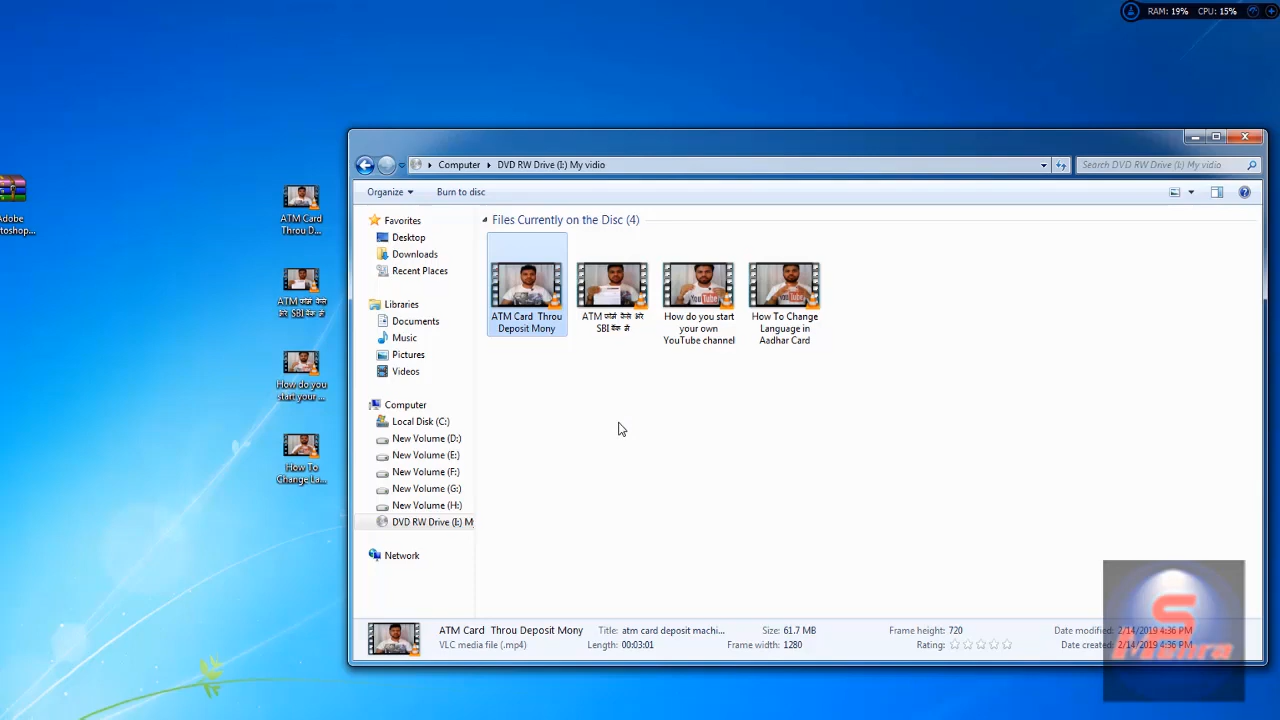 RAM: 19% CPU: 15%
Adobe
toshop...
ATM Card
Throu D...
ATM फॉर्म कैसे
भरे SBI बैंक मे
How do you
start your ...
How To
Change La...
Computer DVD RW Drive (I:) My vidio
Search DVD RW Drive (I:) My vidio
Organize Burn to disc
Favorites
Desktop
Downloads
Recent Places
Libraries
Documents
Music
Pictures
Videos
Computer
Local Disk (C:)
New Volume (D:)
New Volume (E:)
New Volume (F:)
New Volume (G:)
New Volume (H:)
DVD RW Drive (I:) M
Network
Files Currently on the Disc (4)
ATM Card Throu
Deposit Mony
ATM फॉर्म कैसे भरे
SBI बैंक मे
How do you start
your own
YouTube channel
How To Change
Language in
Aadhar Card
ATM Card Throu Deposit Mony
VLC media file (.mp4)
Title: atm card deposit machi...
Length: 00:03:01
Size: 61.7 MB
Frame width: 1280
Frame height: 720
Rating:
Date modified: 2/14/2019 4:36 PM
Date created: 2/14/2019 4:36 PM